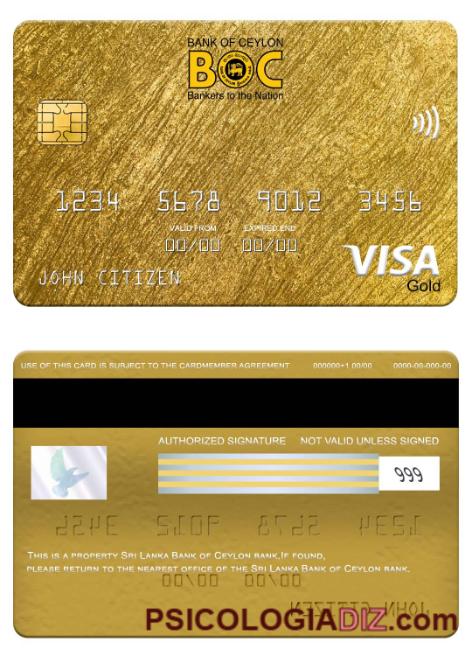 BANK OF CEYLON
BOC
Bankers to the Nation
1234 5678 9012 3456
VALID FROM EXPIRED END
00/00 00/00
JOHN CITIZEN
VISA
Gold
USE OF THIS CARD IS SUBJECT TO THE CARDMEMBER AGREEMENT 000000+1 00/00 0000-00-000-00
AUTHORIZED SIGNATURE NOT VALID UNLESS SIGNED
999
THIS IS A PROPERTY SRI LANKA BANK OF CEYLON BANK.IF FOUND,
PLEASE RETURN TO THE NEAREST OFFICE OF THE SRI LANKA BANK OF CEYLON BANK.
00/00 00/00
PSICOLOGIADIZ.com